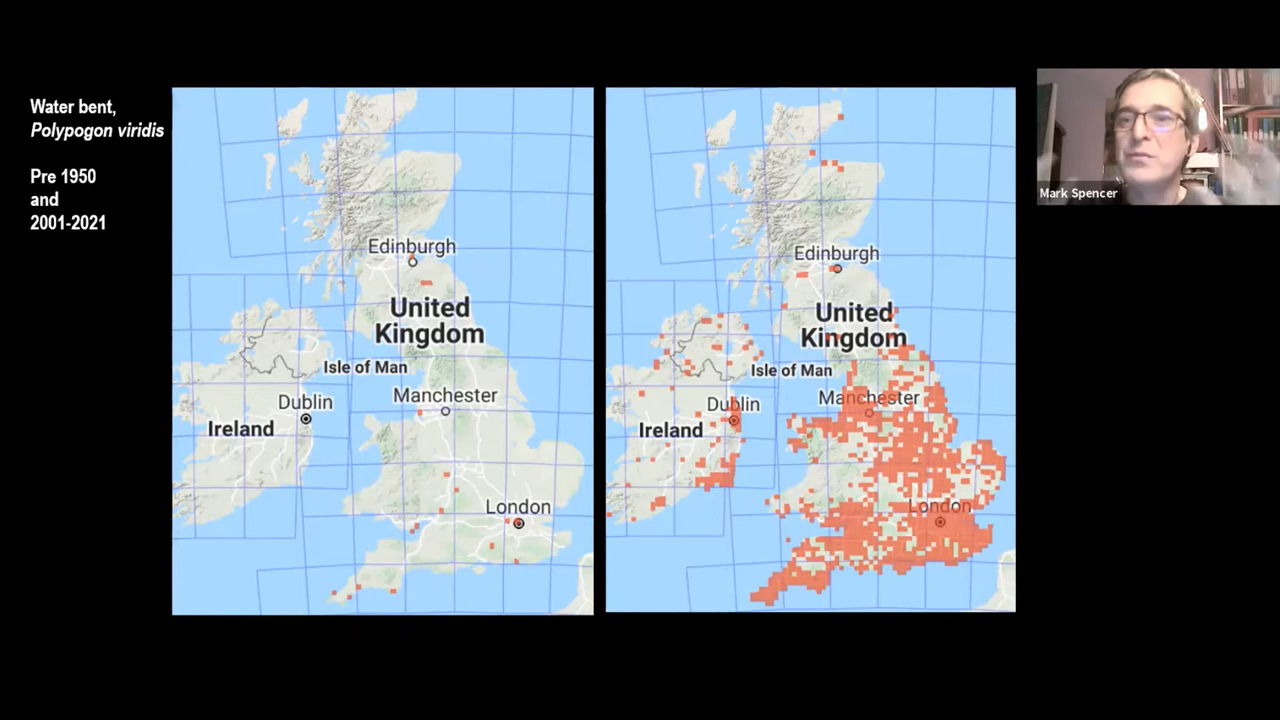 Water bent,
Polypogon viridis
Pre 1950
and
2001-2021
Edinburgh
United
Kingdom
Isle of Man
Manchester
Dublin
Ireland
London
Edinburgh
United
Kingdom
Isle of Man
Manchester
Dublin
Ireland
London
Mark Spencer